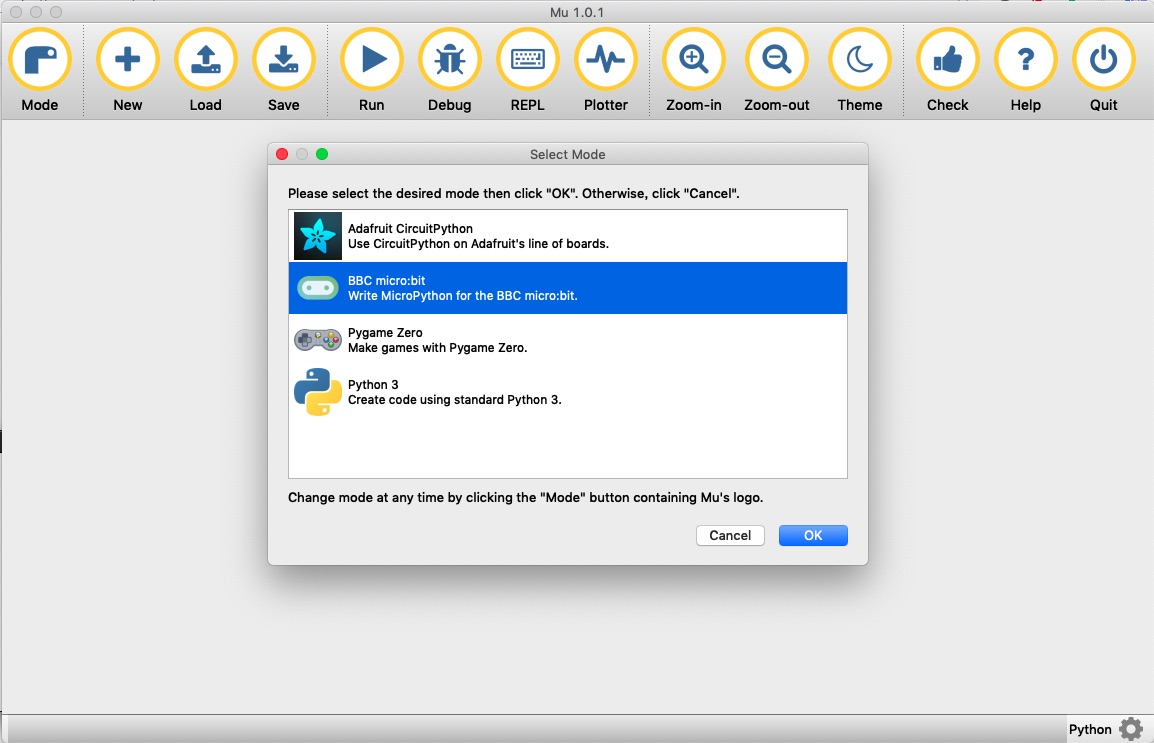 Mu 1.0.1
Mode
New
Load
Save
Run
Debug
REPL
Plotter
Zoom-in
Zoom-out
Theme
Check
Help
Quit
Select Mode
Please select the desired mode then click "OK". Otherwise, click "Cancel".
Adafruit CircuitPython
Use CircuitPython on Adafruit's line of boards.
BBC micro:bit
Write MicroPython for the BBC micro:bit.
Pygame Zero
Make games with Pygame Zero.
Python 3
Create code using standard Python 3.
Change mode at any time by clicking the "Mode" button containing Mu's logo.
Cancel
OK
Python